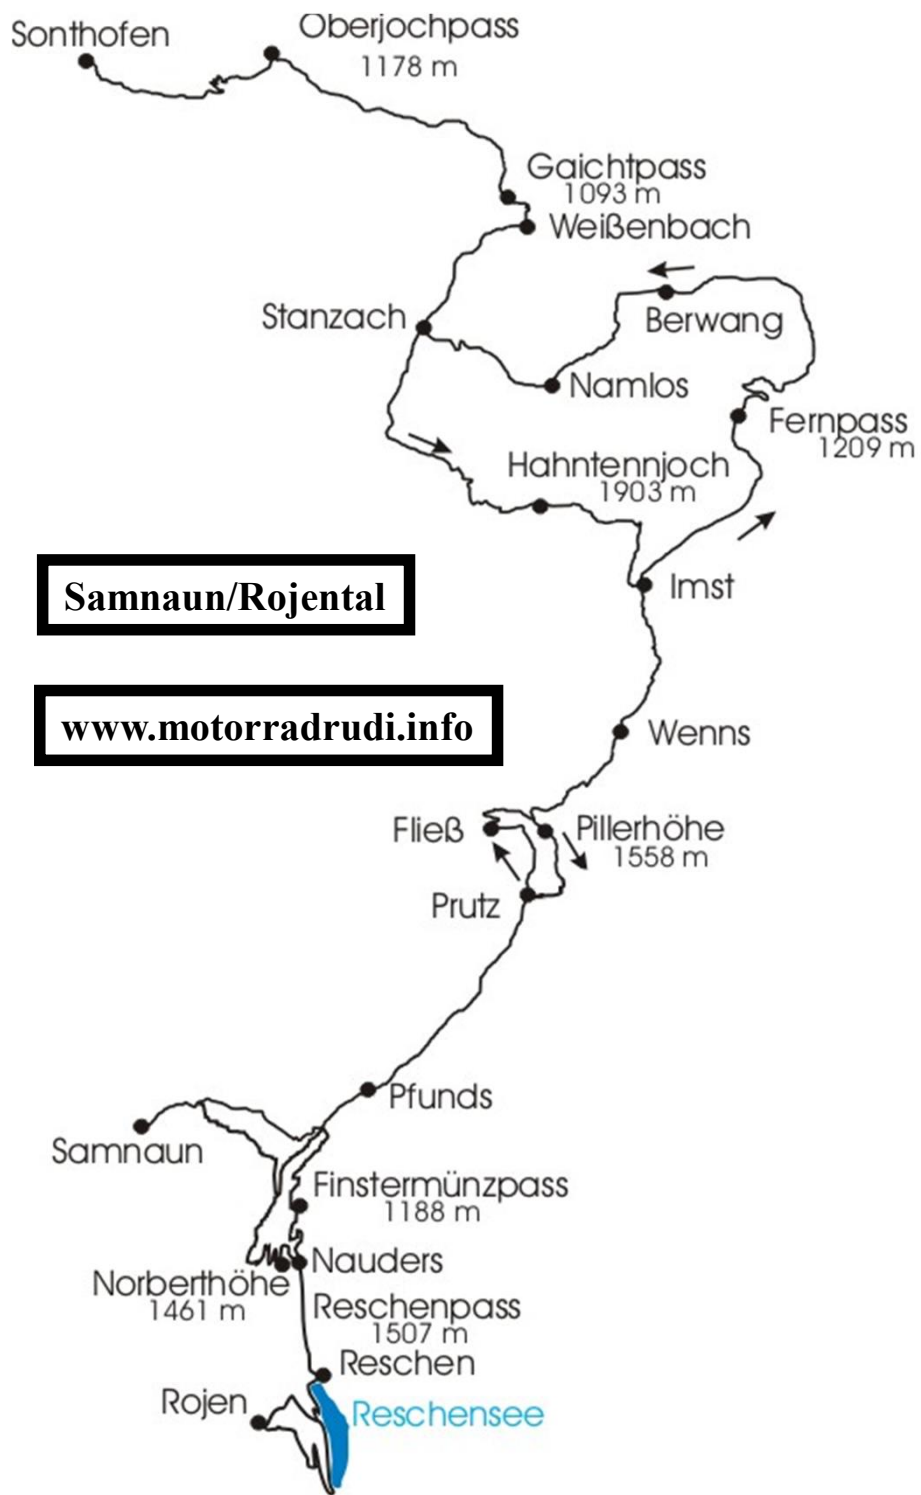 Sonthofen
Oberjochpass
1178 m
Gaichtpass
1093 m
Weißenbach
Stanzach
Berwang
Namlos
Fernpass
1209 m
Hahntennjoch
1903 m
Imst
Samnaun/Rojental
www.motorradrudi.info
Wenns
Fließ
Pillerhöhe
1558 m
Prutz
Pfunds
Samnaun
Finstermünzpass
1188 m
Nauders
Norberthöhe
1461 m
Reschenpass
1507 m
Reschen
Rojen
Reschensee